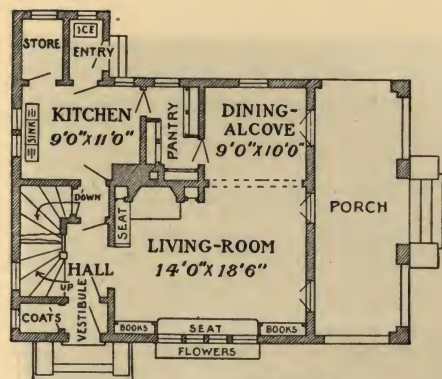 STORE
ICE
ENTRY
KITCHEN
9'0"X11'0"
SINK
PANTRY
DINING-
ALCOVE
9'0"X10'0"
PORCH
DOWN
SEAT
LIVING-ROOM
14'0"X18'6"
HALL
UP
COATS
VESTIBULE
BOOKS
SEAT
BOOKS
FLOWERS